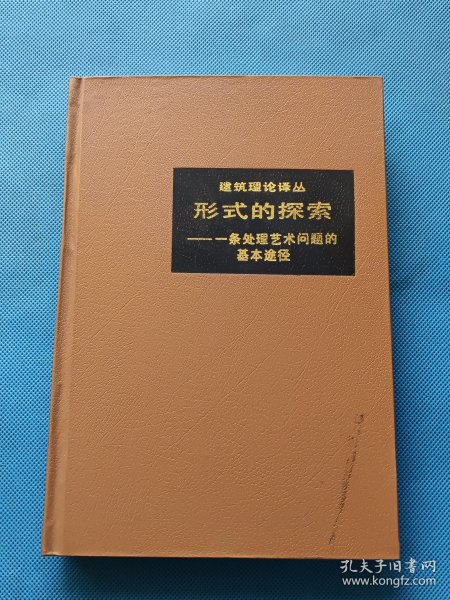 建筑理论译丛
形式的探索
——一条处理艺术问题的
基本途径
孔夫子旧书网
www.kongfz.com